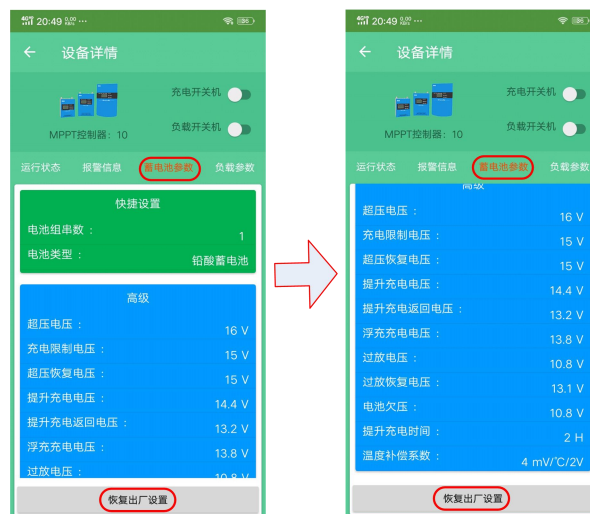 20:49
设备详情
充电开关机
MPPT控制器：10
负载开关机
运行状态 报警信息 蓄电池参数 负载参数
快捷设置
电池组串数： 1
电池类型： 铅酸蓄电池
高级
超压电压： 16 V
充电限制电压： 15 V
超压恢复电压： 15 V
提升充电电压： 14.4 V
提升充电返回电压： 13.2 V
浮充充电电压： 13.8 V
过放电压： 10.8 V
恢复出厂设置
20:49
设备详情
充电开关机
MPPT控制器：10
负载开关机
运行状态 报警信息 蓄电池参数 负载参数
高级
超压电压： 16 V
充电限制电压： 15 V
超压恢复电压： 15 V
提升充电电压： 14.4 V
提升充电返回电压： 13.2 V
浮充充电电压： 13.8 V
过放电压： 10.8 V
过放恢复电压： 13.1 V
电池欠压： 10.8 V
提升充电时间： 2 H
温度补偿系数： 4 mV/℃/2V
恢复出厂设置